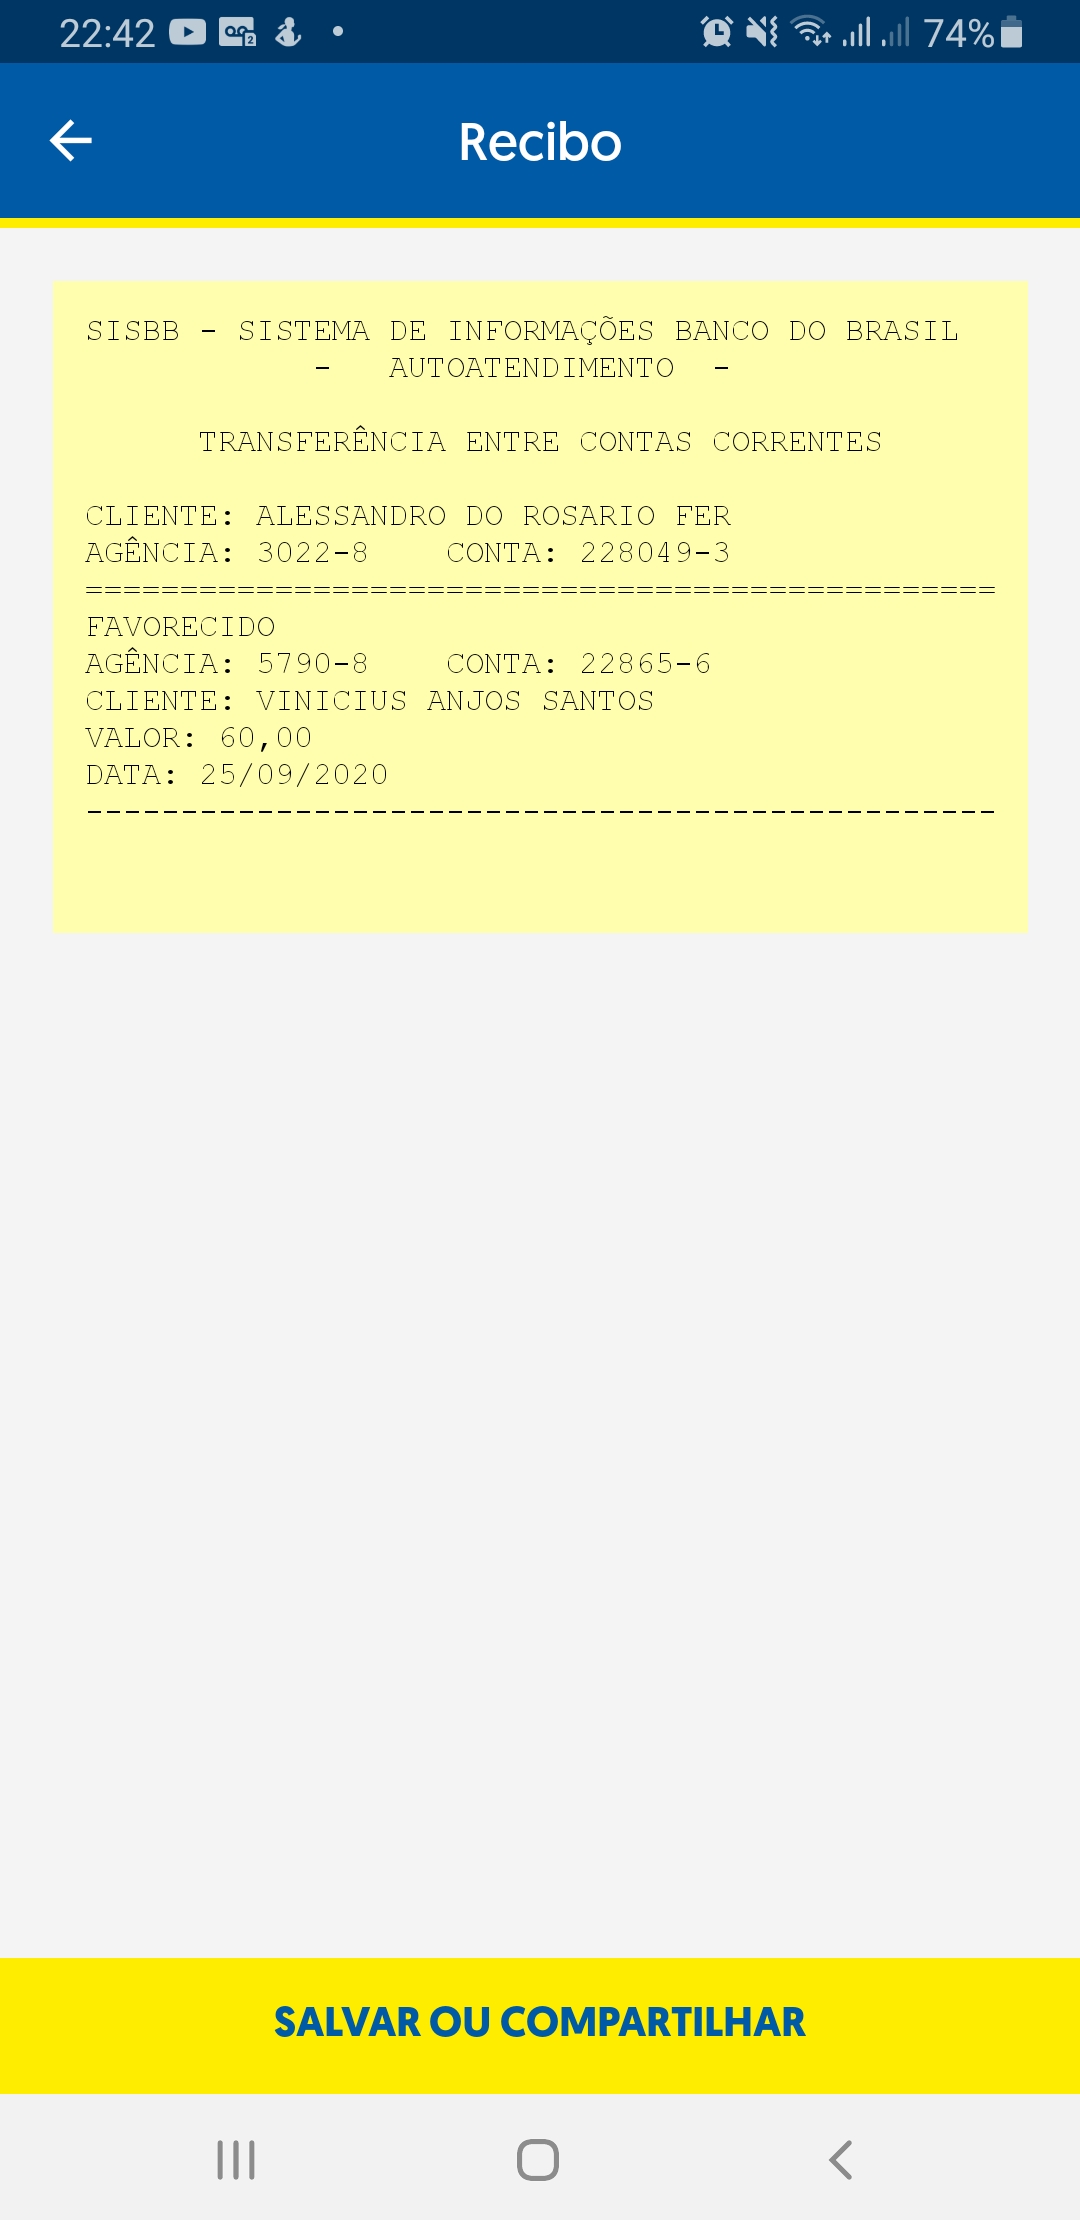 22:42
74%
Recibo
SISBB - SISTEMA DE INFORMAÇÕES BANCO DO BRASIL
- AUTOATENDIMENTO -
TRANSFERÊNCIA ENTRE CONTAS CORRENTES
CLIENTE: ALESSANDRO DO ROSARIO FER
AGÊNCIA: 3022-8 CONTA: 228049-3
================================================
FAVORECIDO
AGÊNCIA: 5790-8 CONTA: 22865-6
CLIENTE: VINICIUS ANJOS SANTOS
VALOR: 60,00
DATA: 25/09/2020
------------------------------------------------
SALVAR OU COMPARTILHAR